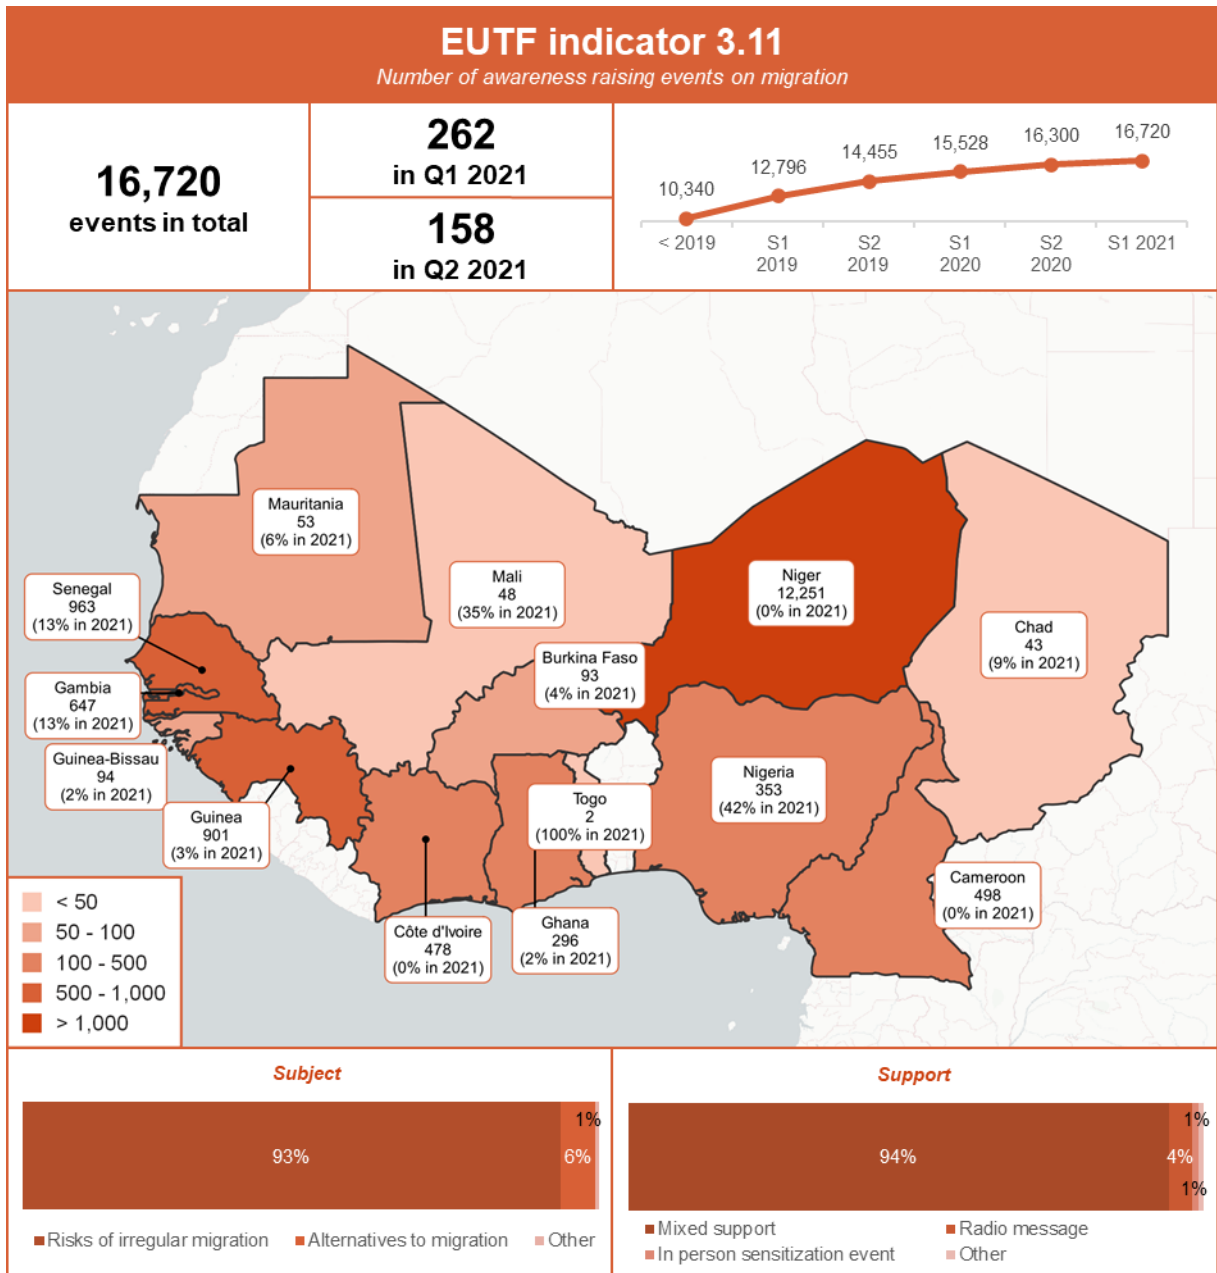 EUTF indicator 3.11
Number of awareness raising events on migration
16,720
events in total
262
in Q1 2021
158
in Q2 2021
10,340
12,796
14,455
15,528
16,300
16,720
< 2019
S1
2019
S2
2019
S1
2020
S2
2020
S1 2021
Mauritania
53
(6% in 2021)
Mali
48
(35% in 2021)
Niger
12,251
(0% in 2021)
Chad
43
(9% in 2021)
Senegal
963
(13% in 2021)
Burkina Faso
93
(4% in 2021)
Gambia
647
(13% in 2021)
Guinea-Bissau
94
(2% in 2021)
Guinea
901
(3% in 2021)
Togo
2
(100% in 2021)
Nigeria
353
(42% in 2021)
Cameroon
498
(0% in 2021)
Côte d'Ivoire
478
(0% in 2021)
Ghana
296
(2% in 2021)
< 50
50 - 100
100 - 500
500 - 1,000
> 1,000
Subject
93%
6%
1%
Risks of irregular migration
Alternatives to migration
Other
Support
94%
4%
1%
1%
Mixed support
Radio message
In person sensitization event
Other